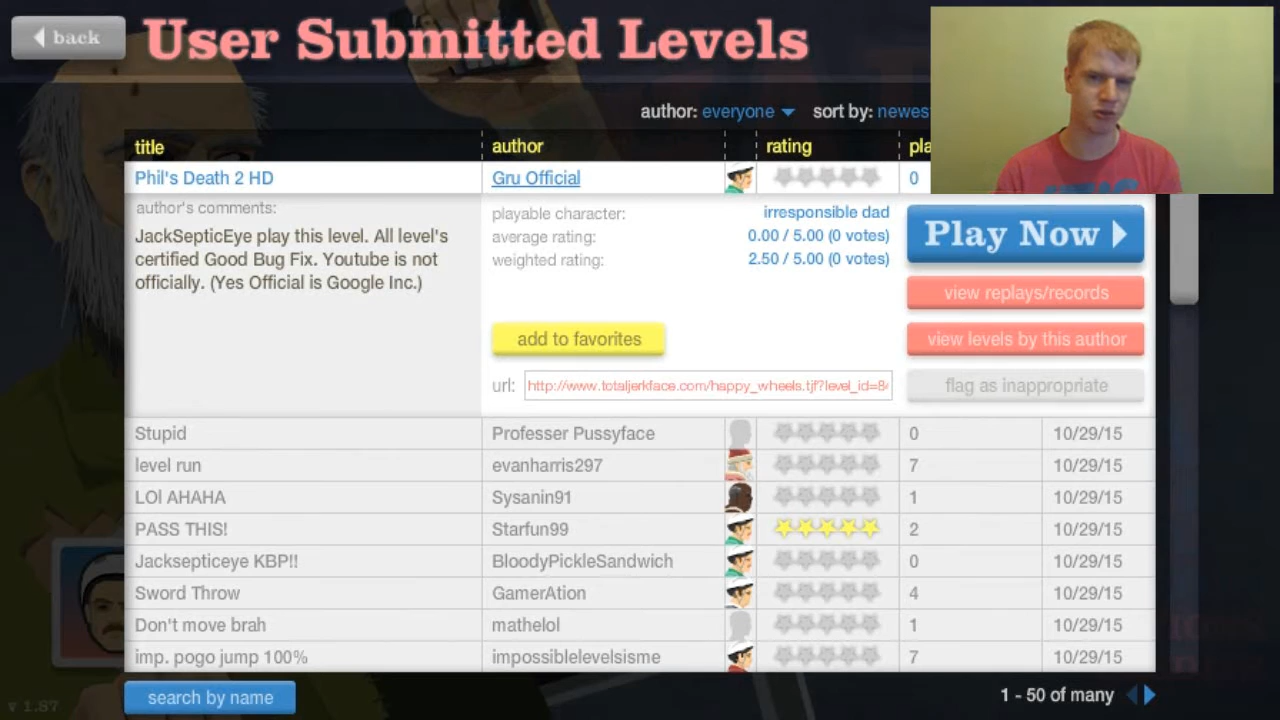 back
User Submitted Levels
author: everyone sort by: newes
title author rating pla
Phil's Death 2 HD Gru Official 0
author's comments:
JackSepticEye play this level. All level's
certified Good Bug Fix. Youtube is not
officially. (Yes Official is Google Inc.)
playable character: irresponsible dad
average rating: 0.00 / 5.00 (0 votes)
weighted rating: 2.50 / 5.00 (0 votes)
add to favorites
url: http://www.totaljerkface.com/happy_wheels.tjf?level_id=8
Play Now
view replays/records
view levels by this author
flag as inappropriate
Stupid Professer Pussyface 0 10/29/15
level run evanharris297 7 10/29/15
LOl AHAHA Sysanin91 1 10/29/15
PASS THIS! Starfun99 2 10/29/15
Jacksepticeye KBP!! BloodyPickleSandwich 0 10/29/15
Sword Throw GamerAtion 4 10/29/15
Don't move brah mathelol 1 10/29/15
imp. pogo jump 100% impossiblelevelsisme 7 10/29/15
search by name
1 - 50 of many
v 1.87